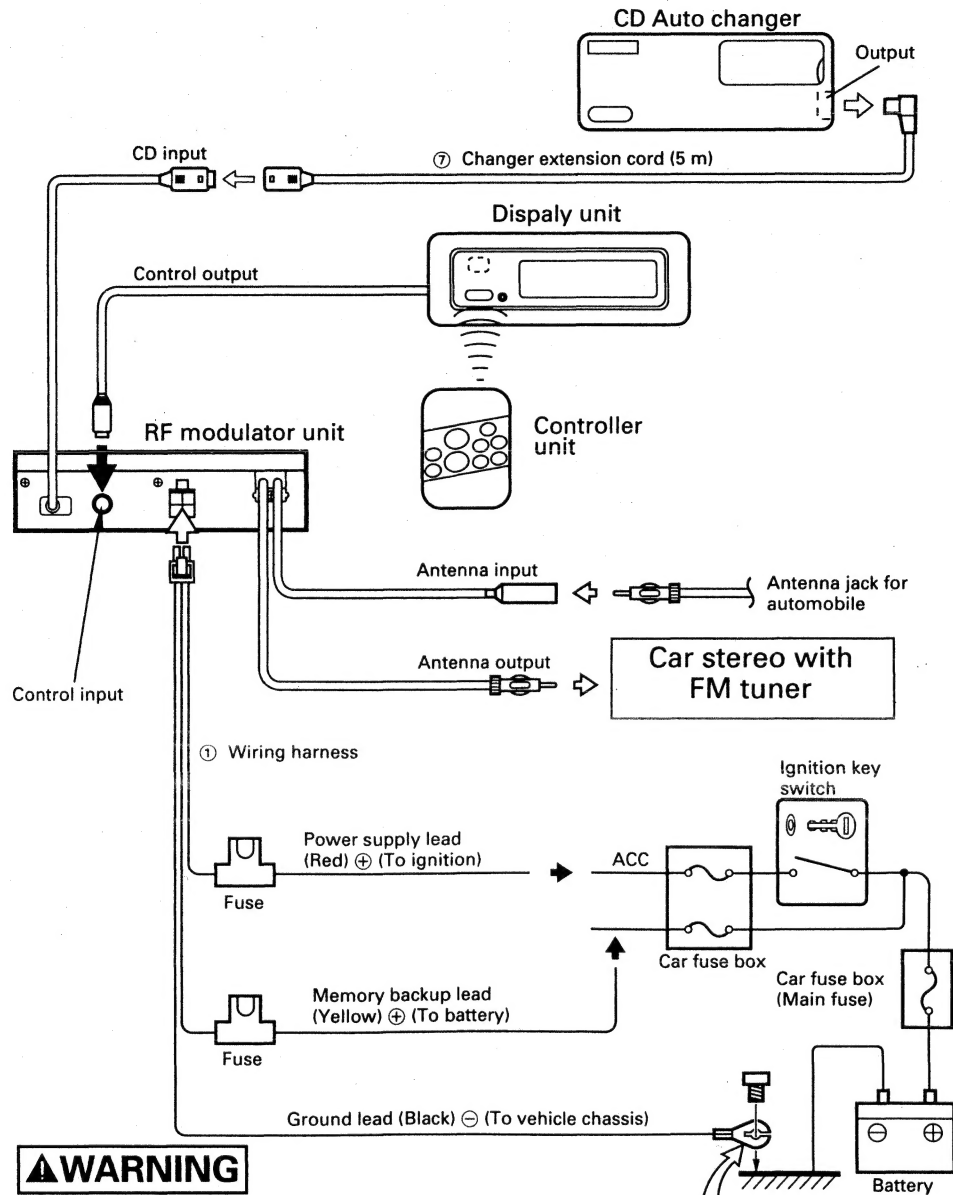 CD Auto changer
Output
CD input
⑦ Changer extension cord (5 m)
Dispaly unit
Control output
RF modulator unit
Controller
unit
Antenna input
Antenna jack for
automobile
Antenna output
Car stereo with
FM tuner
Control input
① Wiring harness
Ignition key
switch
Power supply lead
(Red) ⊕ (To ignition)
ACC
Fuse
Car fuse box
Car fuse box
(Main fuse)
Memory backup lead
(Yellow) ⊕ (To battery)
Fuse
Ground lead (Black) ⊖ (To vehicle chassis)
⊖ ⊕
Battery
⚠WARNING